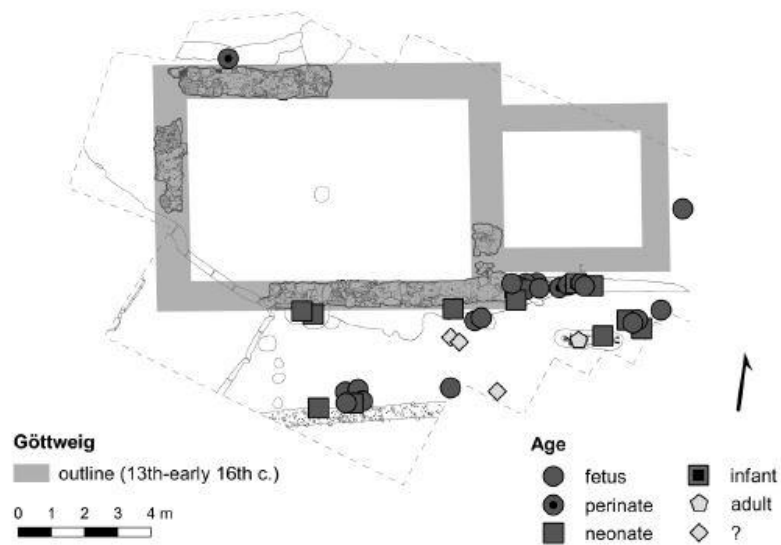 Göttweig
outline (13th-early 16th c.)
0 1 2 3 4 m
Age
fetus
perinate
neonate
infant
adult
?